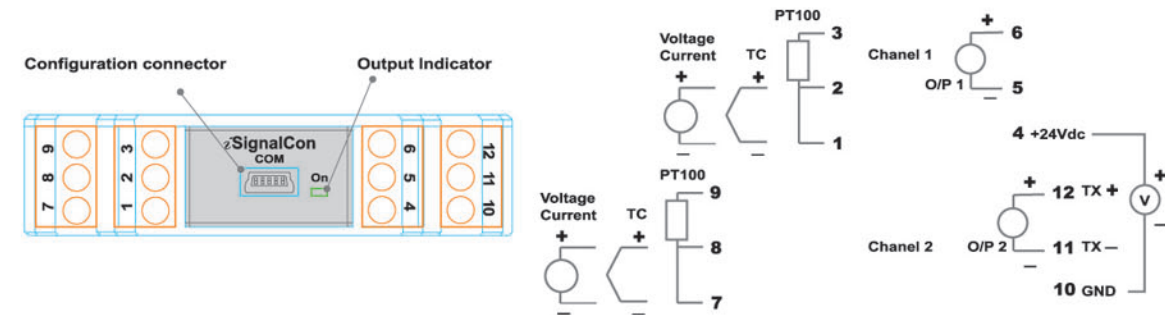 Configuration connector
Output Indicator
9
8
7
3
2
1
SignalCon
COM
On
6
5
4
12
11
10
PT100
Voltage
Current
TC
+ + 3
2
− − 1
Chanel 1
+ 6
O/P 1
− 5
PT100
Voltage
Current
TC
9
+ + 8
− − 7
4 +24Vdc
Chanel 2
+ 12 TX +
O/P 2
− 11 TX −
10 GND
+
V
−